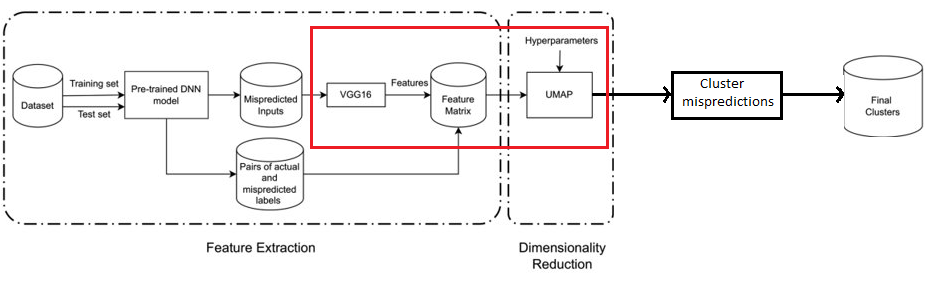 Hyperparameters
Training set
Test set
Dataset
Pre-trained DNN
model
Mispredicted
Inputs
VGG16
Features
Feature
Matrix
UMAP
Cluster
mispredictions
Final
Clusters
Pairs of actual
and
mispredicted
labels
Feature Extraction
Dimensionality
Reduction